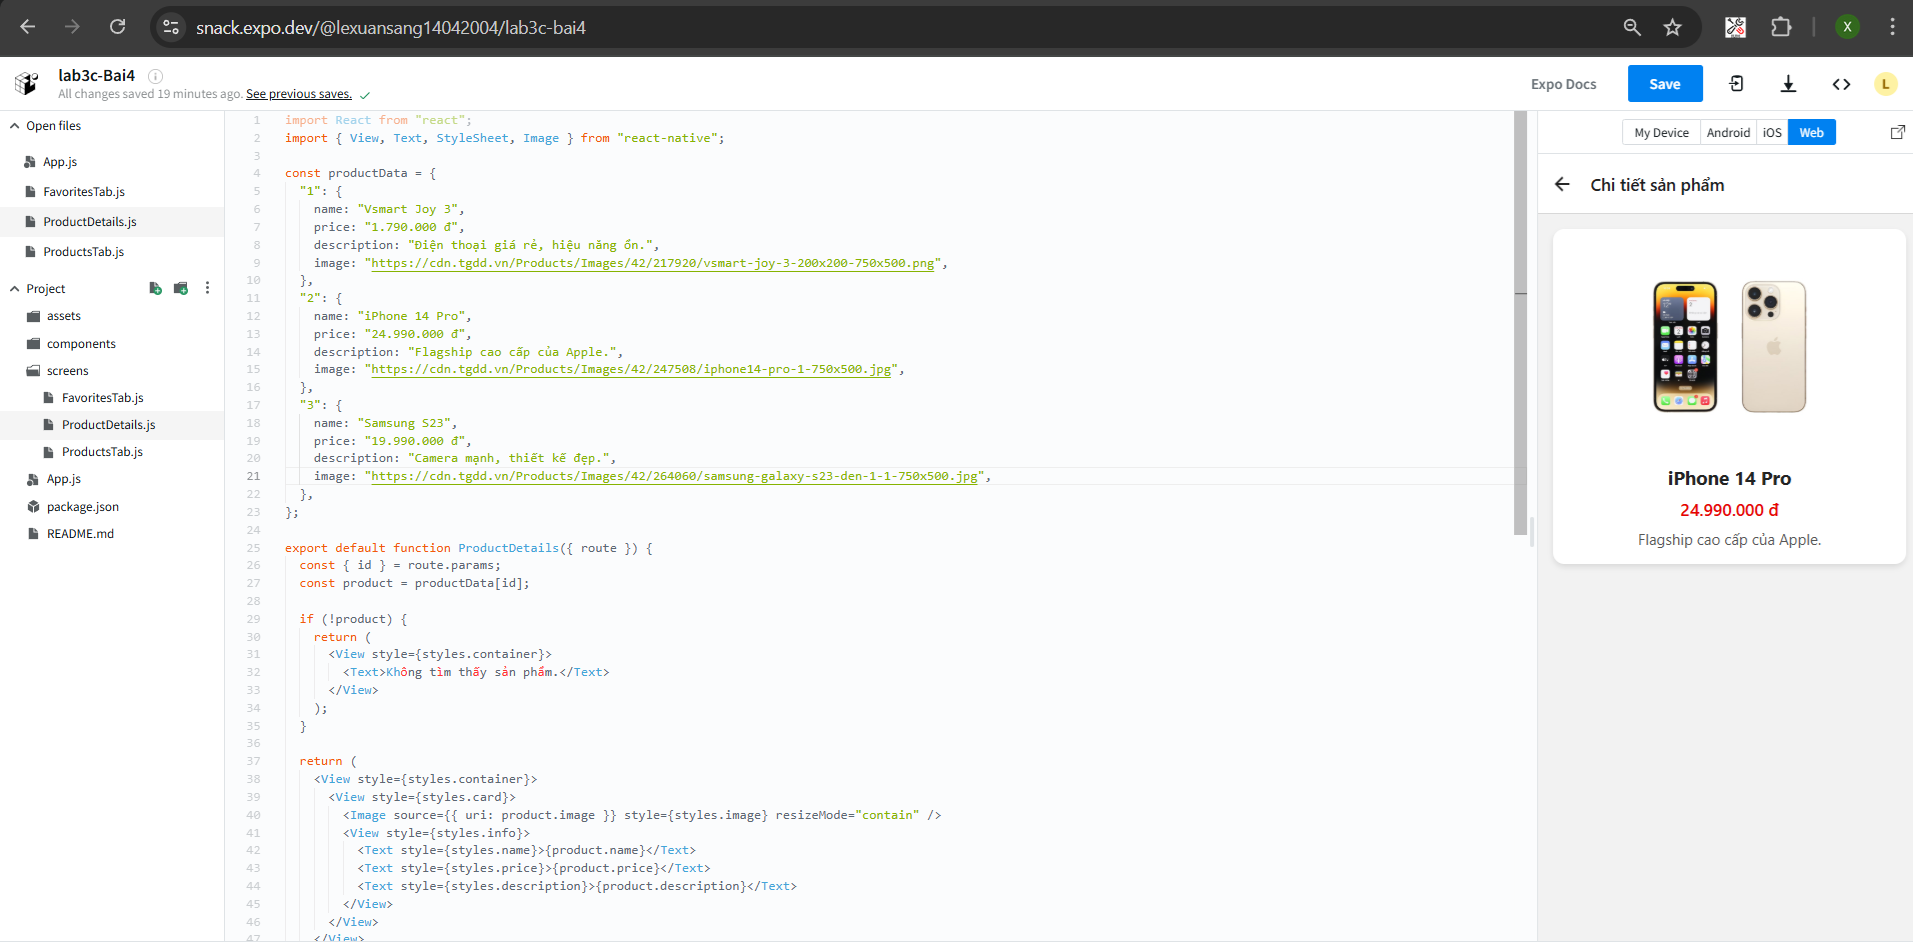 snack.expo.dev/@lexuansang14042004/lab3c-bai4
X
lab3c-Bai4
All changes saved 19 minutes ago. See previous saves.
Expo Docs
Save
L
Open files
App.js
FavoritesTab.js
ProductDetails.js
ProductsTab.js
Project
assets
components
screens
FavoritesTab.js
ProductDetails.js
ProductsTab.js
App.js
package.json
README.md
1 import React from "react";
2 import { View, Text, StyleSheet, Image } from "react-native";
3
4 const productData = {
5 "1": {
6 name: "Vsmart Joy 3",
7 price: "1.790.000 đ",
8 description: "Điện thoại giá rẻ, hiệu năng ổn.",
9 image: "https://cdn.tgdd.vn/Products/Images/42/217920/vsmart-joy-3-200x200-750x500.png",
10 },
11 "2": {
12 name: "iPhone 14 Pro",
13 price: "24.990.000 đ",
14 description: "Flagship cao cấp của Apple.",
15 image: "https://cdn.tgdd.vn/Products/Images/42/247508/iphone14-pro-1-750x500.jpg",
16 },
17 "3": {
18 name: "Samsung S23",
19 price: "19.990.000 đ",
20 description: "Camera mạnh, thiết kế đẹp.",
21 image: "https://cdn.tgdd.vn/Products/Images/42/264060/samsung-galaxy-s23-den-1-1-750x500.jpg",
22 },
23 };
24
25 export default function ProductDetails({ route }) {
26 const { id } = route.params;
27 const product = productData[id];
28
29 if (!product) {
30 return (
31 <View style={styles.container}>
32 <Text>Không tìm thấy sản phẩm.</Text>
33 </View>
34 );
35 }
36
37 return (
38 <View style={styles.container}>
39 <View style={styles.card}>
40 <Image source={{ uri: product.image }} style={styles.image} resizeMode="contain" />
41 <View style={styles.info}>
42 <Text style={styles.name}>{product.name}</Text>
43 <Text style={styles.price}>{product.price}</Text>
44 <Text style={styles.description}>{product.description}</Text>
45 </View>
46 </View>
47 </View>
My Device
Android
iOS
Web
Chi tiết sản phẩm
iPhone 14 Pro
24.990.000 đ
Flagship cao cấp của Apple.